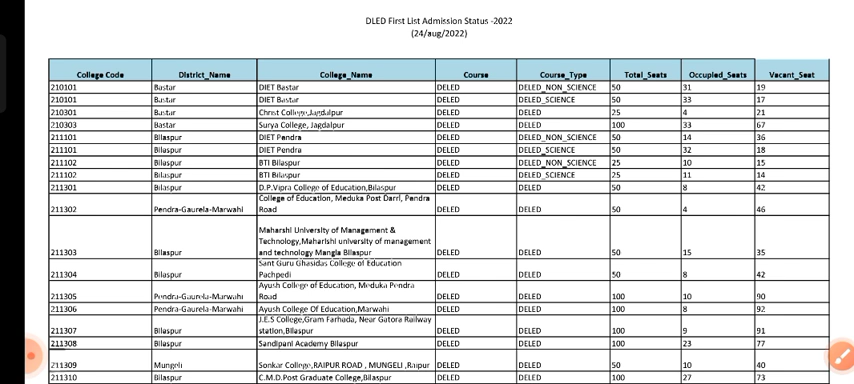 DLED First List Admission Status -2022
(24/aug/2022)
College Code District_Name College_Name Course Course_Type Total_Seats Occupied_Seats Vacant_Seat
210101 Bastar DIET Bastar DELED DELED_NON_SCIENCE 50 31 19
210101 Bastar DIET Bastar DELED DELED_SCIENCE 50 33 17
210301 Bastar Christ College,Jagdalpur DELED DELED 25 4 21
210303 Bastar Surya College, Jagdalpur DELED DELED 100 33 67
211101 Bilaspur DIET Pendra DELED DELED_NON_SCIENCE 50 14 36
211101 Bilaspur DIET Pendra DELED DELED_SCIENCE 50 32 18
211102 Bilaspur BTI Bilaspur DELED DELED_NON_SCIENCE 25 10 15
211102 Bilaspur BTI Bilaspur DELED DELED_SCIENCE 25 11 14
211301 Bilaspur D.P.Vipra College of Education,Bilaspur DELED DELED 50 8 42
College of Education, Meduka Post Darri, Pendra
211302 Pendra-Gaurela-Marwahi Road DELED DELED 50 4 46
Maharshi University of Management &
Technology,Maharishi university of management
211303 Bilaspur and technology Mangla Bilaspur DELED DELED 50 15 35
Sant Guru Ghasidas College of Education
211304 Bilaspur Pachpedi DELED DELED 50 8 42
Ayush College of Education, Meduka Pendra
211305 Pendra-Gaurela-Marwahi Road DELED DELED 100 10 90
211306 Pendra-Gaurela-Marwahi Ayush College Of Education,Marwahi DELED DELED 100 8 92
J.E.S College,Gram Farhada, Near Gatora Railway
211307 Bilaspur station,Bilaspur DELED DELED 100 9 91
211308 Bilaspur Sandipani Academy Bilaspur DELED DELED 100 23 77
211309 Mungeli Sonkar College,RAIPUR ROAD , MUNGELI ,Raipur DELED DELED 50 10 40
211310 Bilaspur C.M.D.Post Graduate College,Bilaspur DELED DELED 100 27 73